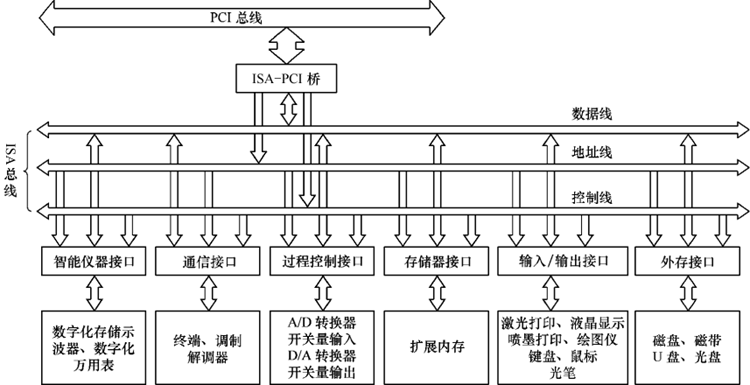 PCI 总线
ISA-PCI 桥
数据线
ISA 总线
地址线
控制线
智能仪器接口
通信接口
过程控制接口
存储器接口
输入/输出接口
外存接口
数字化存储示
波器、数字化
万用表
终端、调制
解调器
A/D 转换器
开关量输入
D/A 转换器
开关量输出
扩展内存
激光打印、液晶显示
喷墨打印、绘图仪
键盘、鼠标
光笔
磁盘、磁带
U 盘、光盘